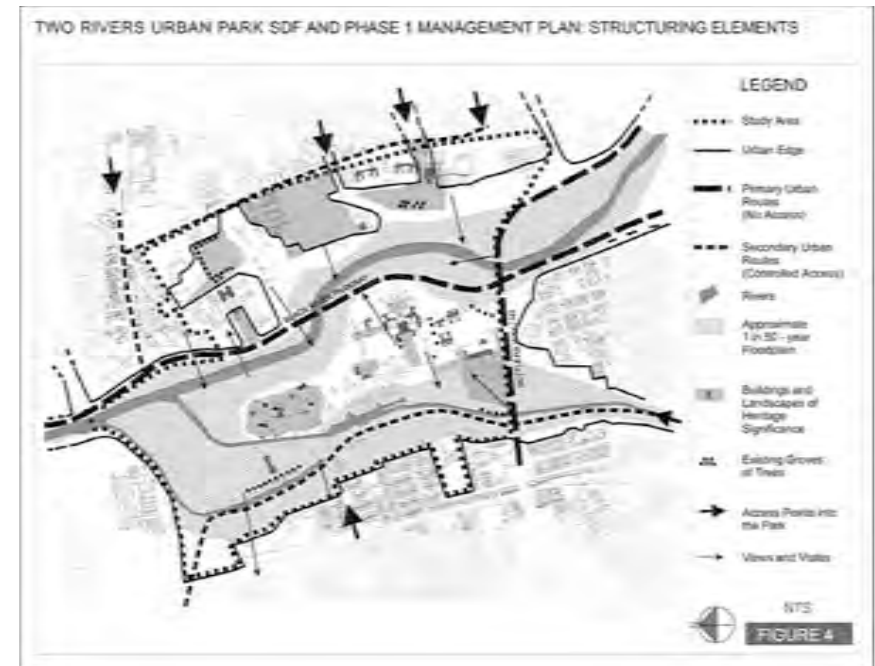 TWO RIVERS URBAN PARK SDF AND PHASE 1 MANAGEMENT PLAN: STRUCTURING ELEMENTS
LEGEND
Study Area
Urban Edge
Primary Urban
Routes
(No Access)
Secondary Urban
Routes
(Controlled Access)
Rivers
Approximate
1 in 50 - year
Floodplain
Buildings and
Landscapes of
Heritage
Significance
Existing Groves
of Trees
Access Points into
the Park
Views and Vistas
NTS
FIGURE 4